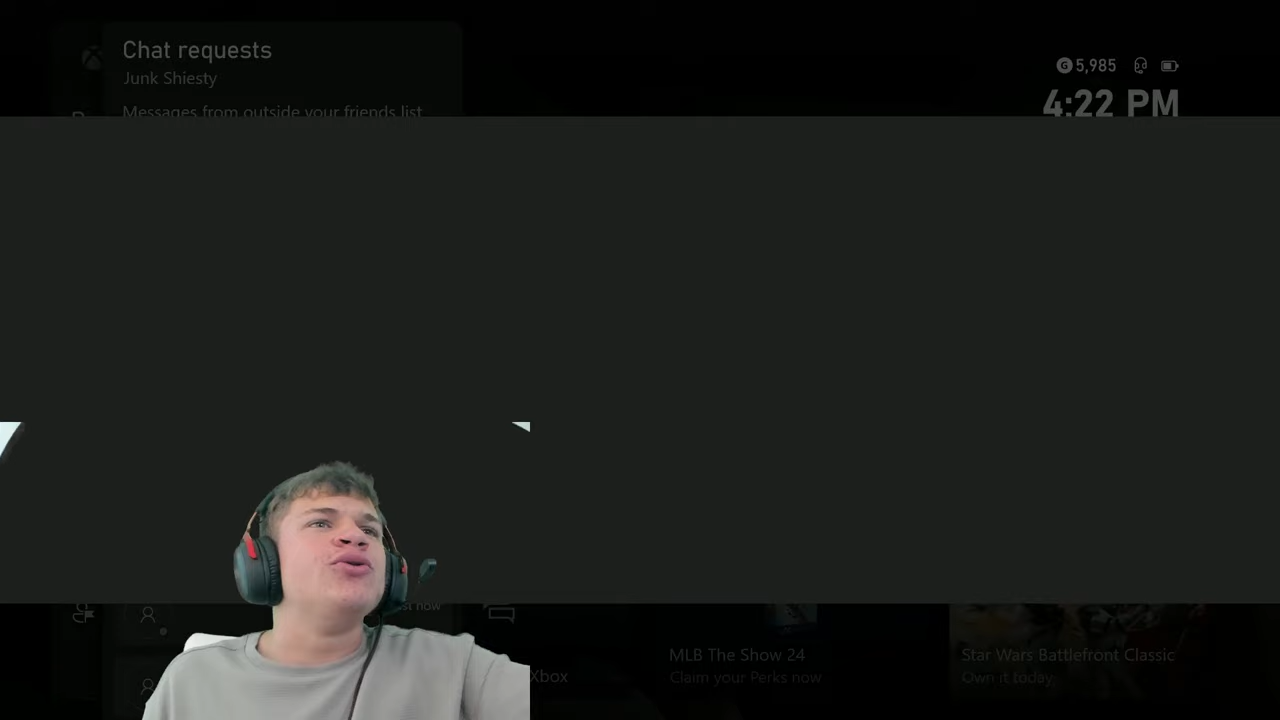 Chat requests
Junk Shiesty
Messages from outside your friends list
G 5,985
4:22 PM
now
Xbox
MLB The Show 24
Claim your Perks now
Star Wars Battlefront Classic
Own it today